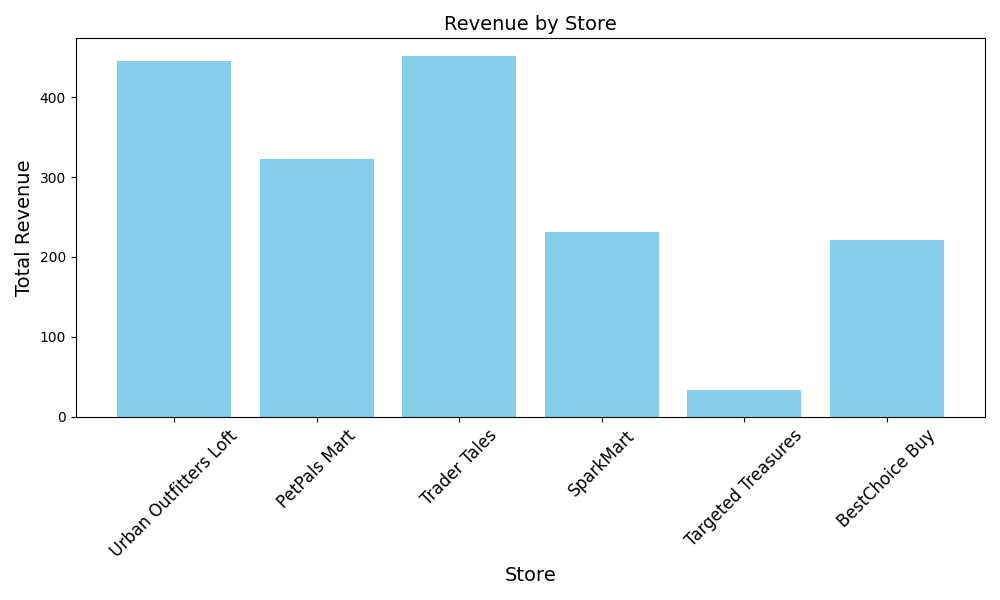 Revenue by Store
Total Revenue
400
300
200
100
0
Urban Outfitters Loft
PetPals Mart
Trader Tales
SparkMart
Targeted Treasures
BestChoice Buy
Store